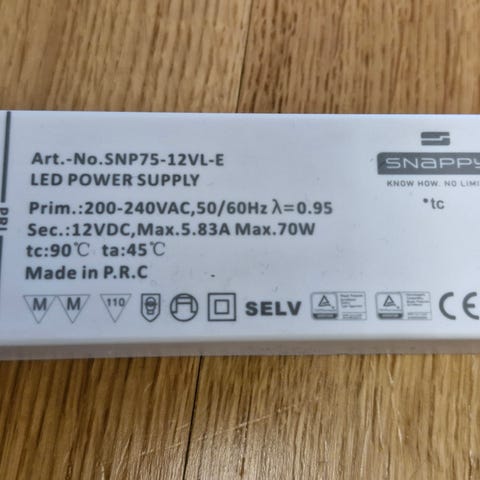 Art.-No.SNP75-12VL-E
LED POWER SUPPLY
Prim.:200-240VAC,50/60Hz λ=0.95
Sec.:12VDC,Max.5.83A Max.70W
tc:90℃ ta:45℃
Made in P.R.C
M M 110 SELV CE
SNAPPY
KNOW HOW. NO LIMI
*tc
PRI